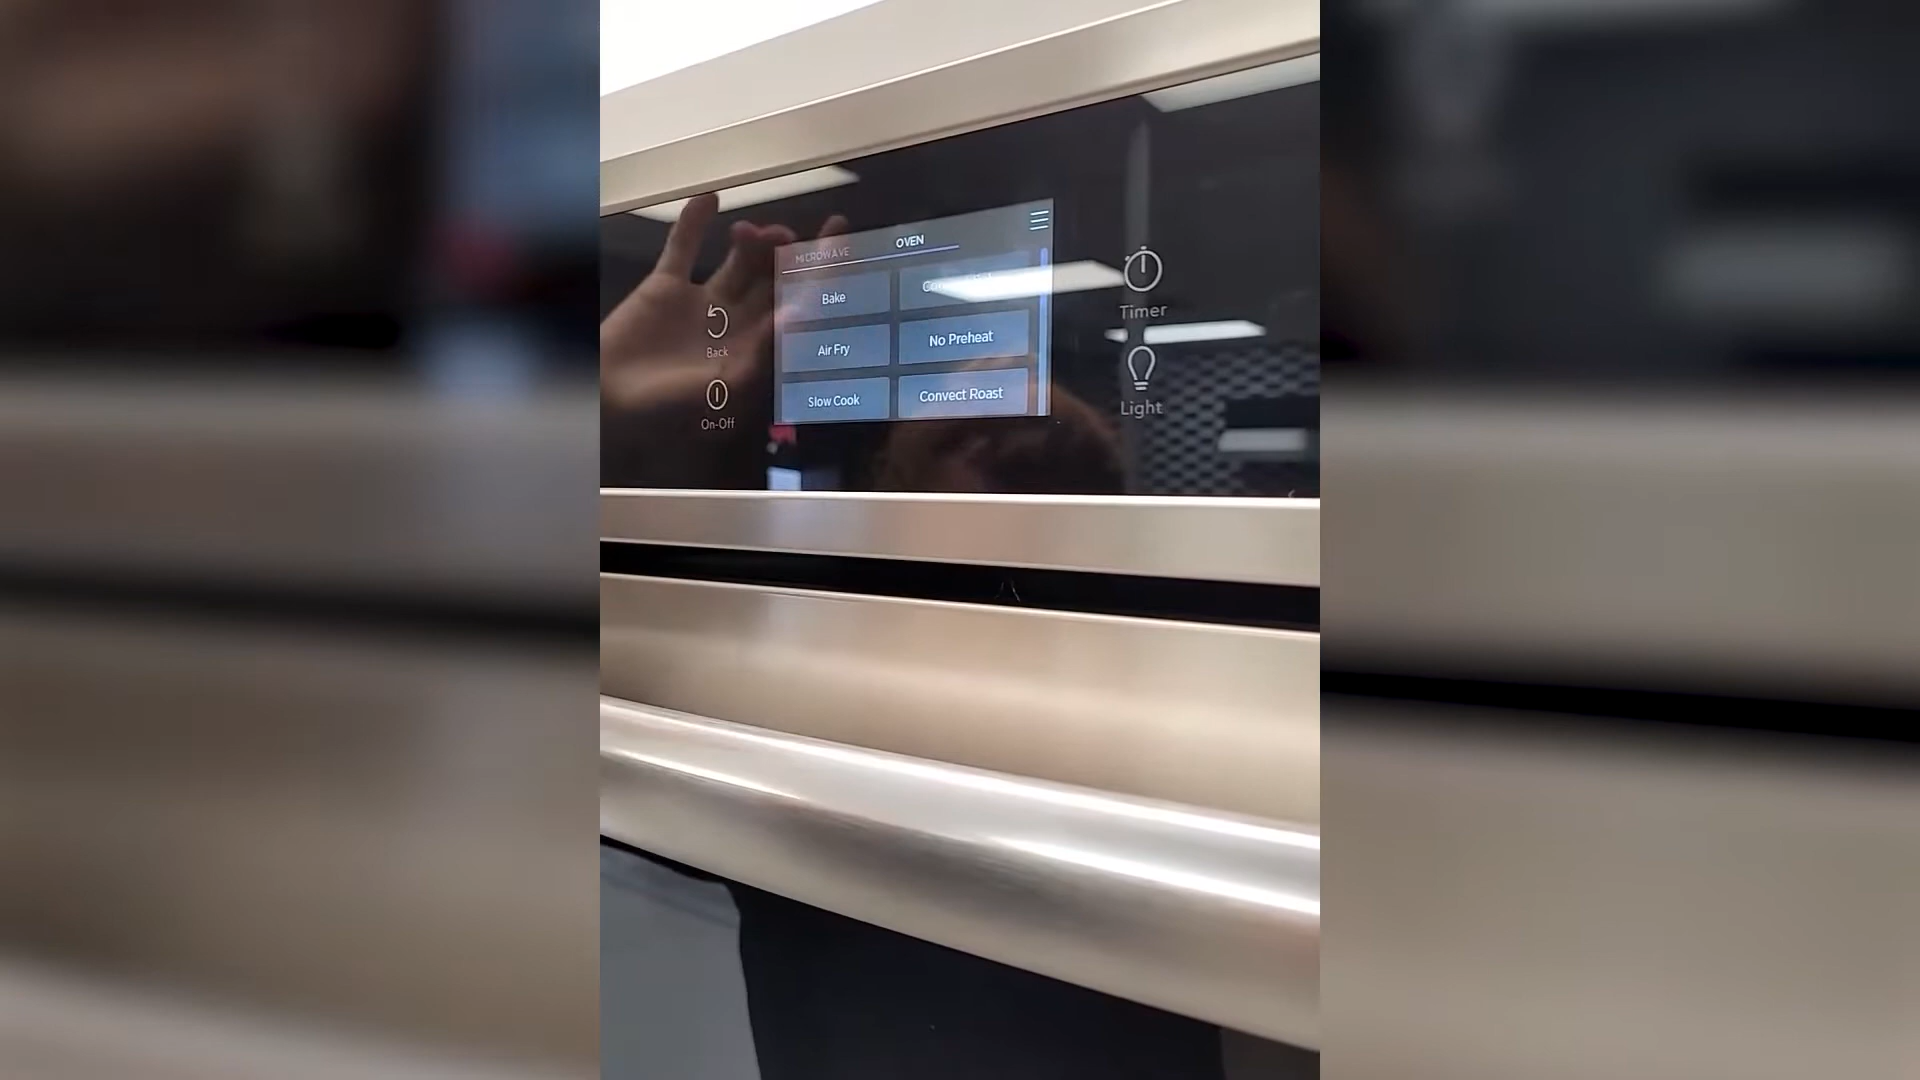 MICROWAVE
OVEN
Bake
Air Fry
No Preheat
Slow Cook
Convect Roast
Back
On-Off
Timer
Light